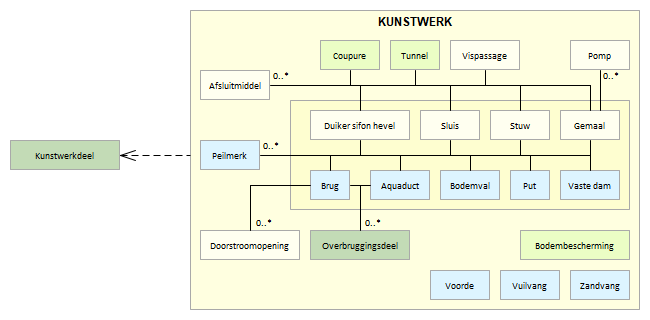 KUNSTWERK
Coupure
Tunnel
Vispassage
Pomp
Afsluitmiddel
0..*
0..*
Duiker sifon hevel
Sluis
Stuw
Gemaal
Kunstwerkdeel
Peilmerk
0..*
Brug
Aquaduct
Bodemval
Put
Vaste dam
0..*
0..*
Doorstroomopening
Overbruggingsdeel
Bodembescherming
Voorde
Vuilvang
Zandvang